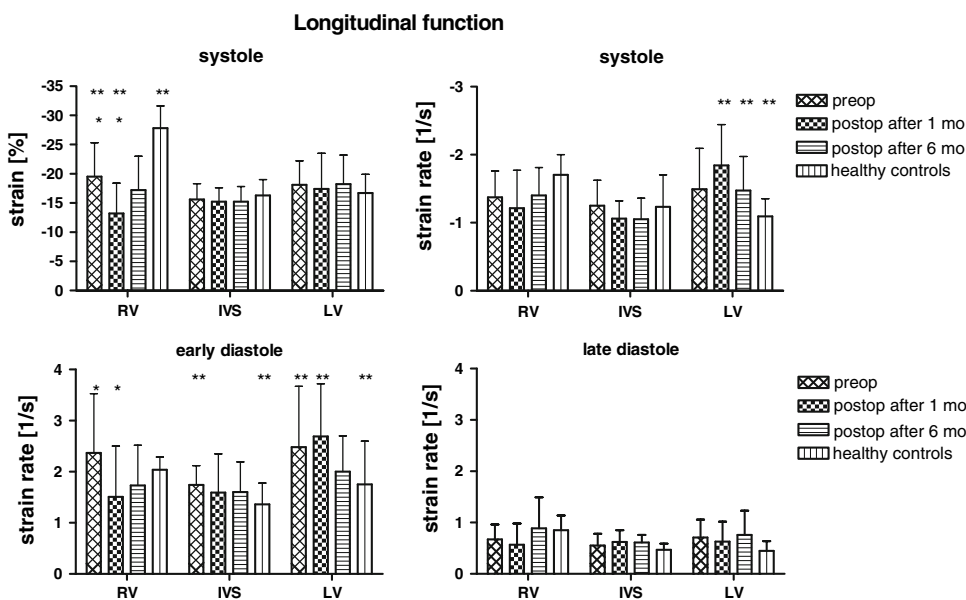 Longitudinal function
systole
strain [%]
-35
-30
-25
-20
-15
-10
-5
0
** ** **
* *
RV IVS LV
systole
strain rate [1/s]
-3
-2
-1
0
** ** **
RV IVS LV
preop
postop after 1 mo
postop after 6 mo
healthy controls
early diastole
strain rate [1/s]
4
3
2
1
0
* * ** ** ** ** **
RV IVS LV
late diastole
strain rate [1/s]
4
3
2
1
0
RV IVS LV
preop
postop after 1 mo
postop after 6 mo
healthy controls